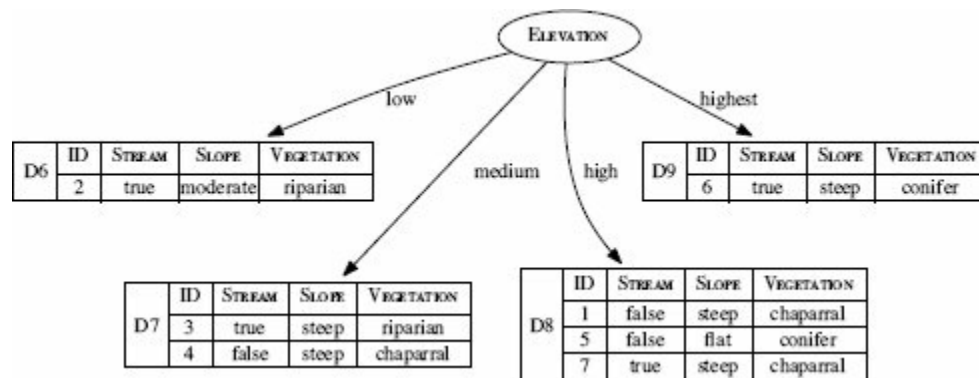 ELEVATION
low
highest
medium
high
D6
ID STREAM SLOPE VEGETATION
2 true moderate riparian
D9
ID STREAM SLOPE VEGETATION
6 true steep conifer
D7
ID STREAM SLOPE VEGETATION
3 true steep riparian
4 false steep chaparral
D8
ID STREAM SLOPE VEGETATION
1 false steep chaparral
5 false flat conifer
7 true steep chaparral